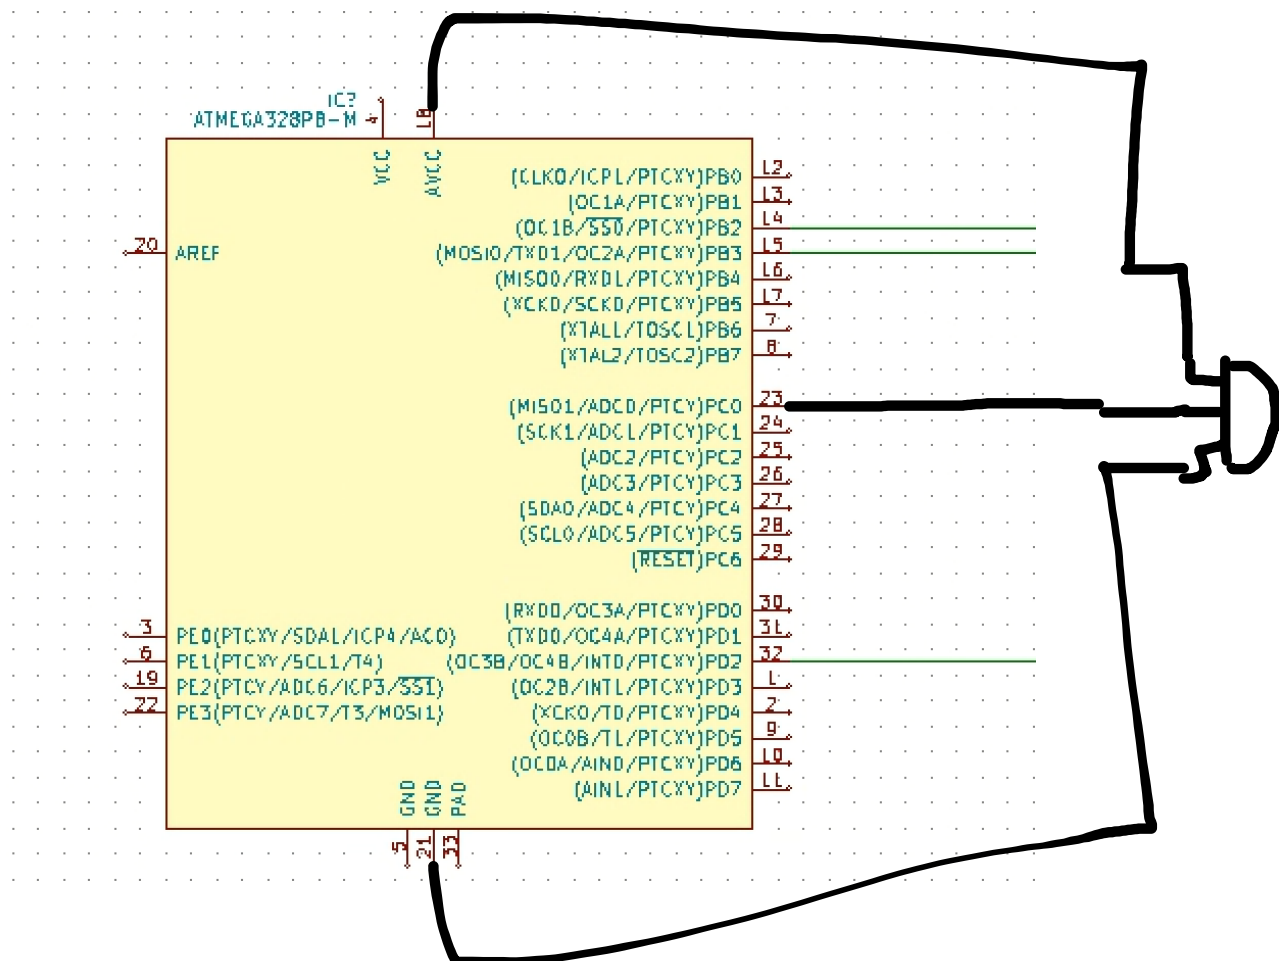 IC?
ATMEGA328PB-M
4
18
VCC
AVCC
(CLKO/ICP1/PTCXY)PB0 12
(OC1A/PTCXY)PB1 13
(OC1B/SS0/PTCXY)PB2 14
20 AREF
(MOSI0/TXD1/OC2A/PTCXY)PB3 15
(MISO0/RXD1/PTCXY)PB4 16
(XCK0/SCK0/PTCXY)PB5 17
(XTAL1/TOSC1)PB6 7
(XTAL2/TOSC2)PB7 8
(MISO1/ADC0/PTCY)PC0 23
(SCK1/ADC1/PTCY)PC1 24
(ADC2/PTCY)PC2 25
(ADC3/PTCY)PC3 26
(SDA0/ADC4/PTCY)PC4 27
(SCL0/ADC5/PTCY)PC5 28
(RESET)PC6 29
(RXD0/OC3A/PTCXY)PD0 30
3 PE0(PTCXY/SDA1/ICP4/ACO)
(TXD0/OC4A/PTCXY)PD1 31
6 PE1(PTCXY/SCL1/T4)
(OC3B/OC4B/INT0/PTCXY)PD2 32
19 PE2(PTCY/ADC6/ICP3/SS1)
(OC2B/INT1/PTCXY)PD3 1
22 PE3(PTCY/ADC7/T3/MOSI1)
(XCK0/T0/PTCXY)PD4 2
(OC0B/T1/PTCXY)PD5 9
(OC0A/AIN0/PTCXY)PD6 10
(AIN1/PTCXY)PD7 11
GND
GND
PAD
5
21
33